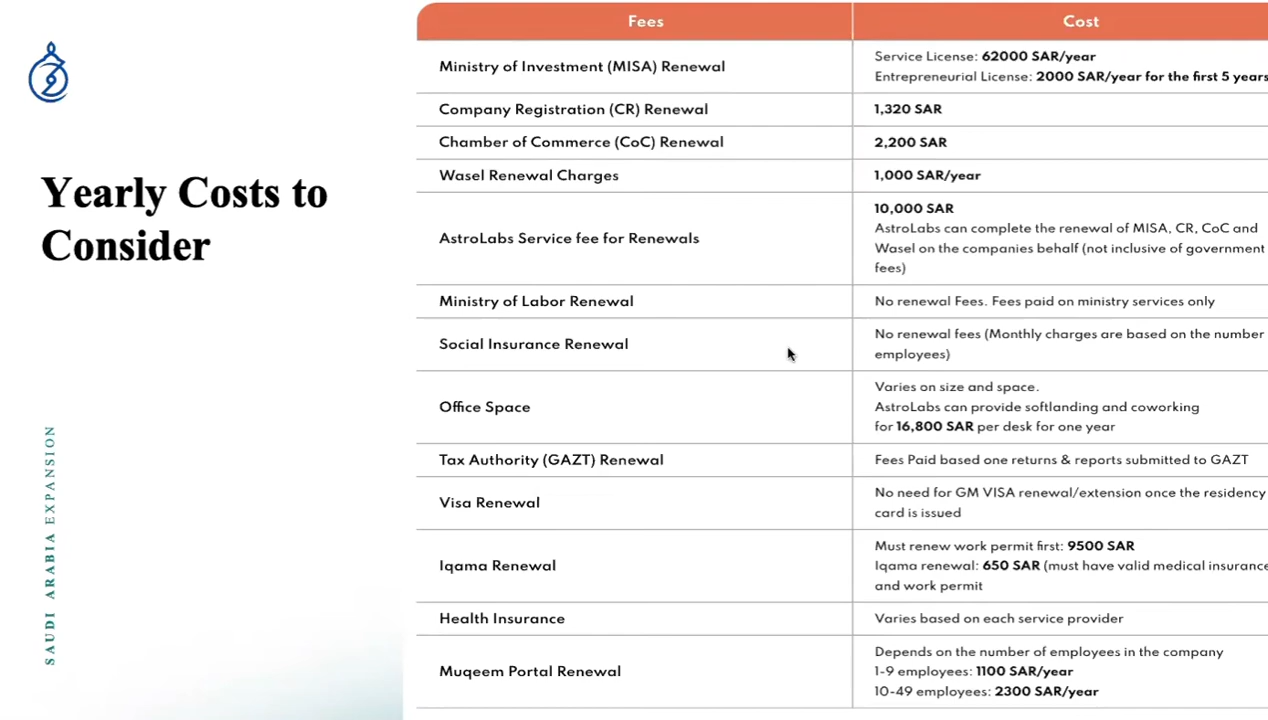 Yearly Costs to
Consider
SAUDI ARABIA EXPANSION
Fees
Cost
Ministry of Investment (MISA) Renewal
Service License: 62000 SAR/year
Entrepreneurial License: 2000 SAR/year for the first 5 years
Company Registration (CR) Renewal
1,320 SAR
Chamber of Commerce (CoC) Renewal
2,200 SAR
Wasel Renewal Charges
1,000 SAR/year
AstroLabs Service fee for Renewals
10,000 SAR
AstroLabs can complete the renewal of MISA, CR, CoC and
Wasel on the companies behalf (not inclusive of government
fees)
Ministry of Labor Renewal
No renewal Fees. Fees paid on ministry services only
Social Insurance Renewal
No renewal fees (Monthly charges are based on the number
employees)
Office Space
Varies on size and space.
AstroLabs can provide softlanding and coworking
for 16,800 SAR per desk for one year
Tax Authority (GAZT) Renewal
Fees Paid based one returns & reports submitted to GAZT
Visa Renewal
No need for GM VISA renewal/extension once the residency
card is issued
Iqama Renewal
Must renew work permit first: 9500 SAR
Iqama renewal: 650 SAR (must have valid medical insurance
and work permit
Health Insurance
Varies based on each service provider
Muqeem Portal Renewal
Depends on the number of employees in the company
1-9 employees: 1100 SAR/year
10-49 employees: 2300 SAR/year